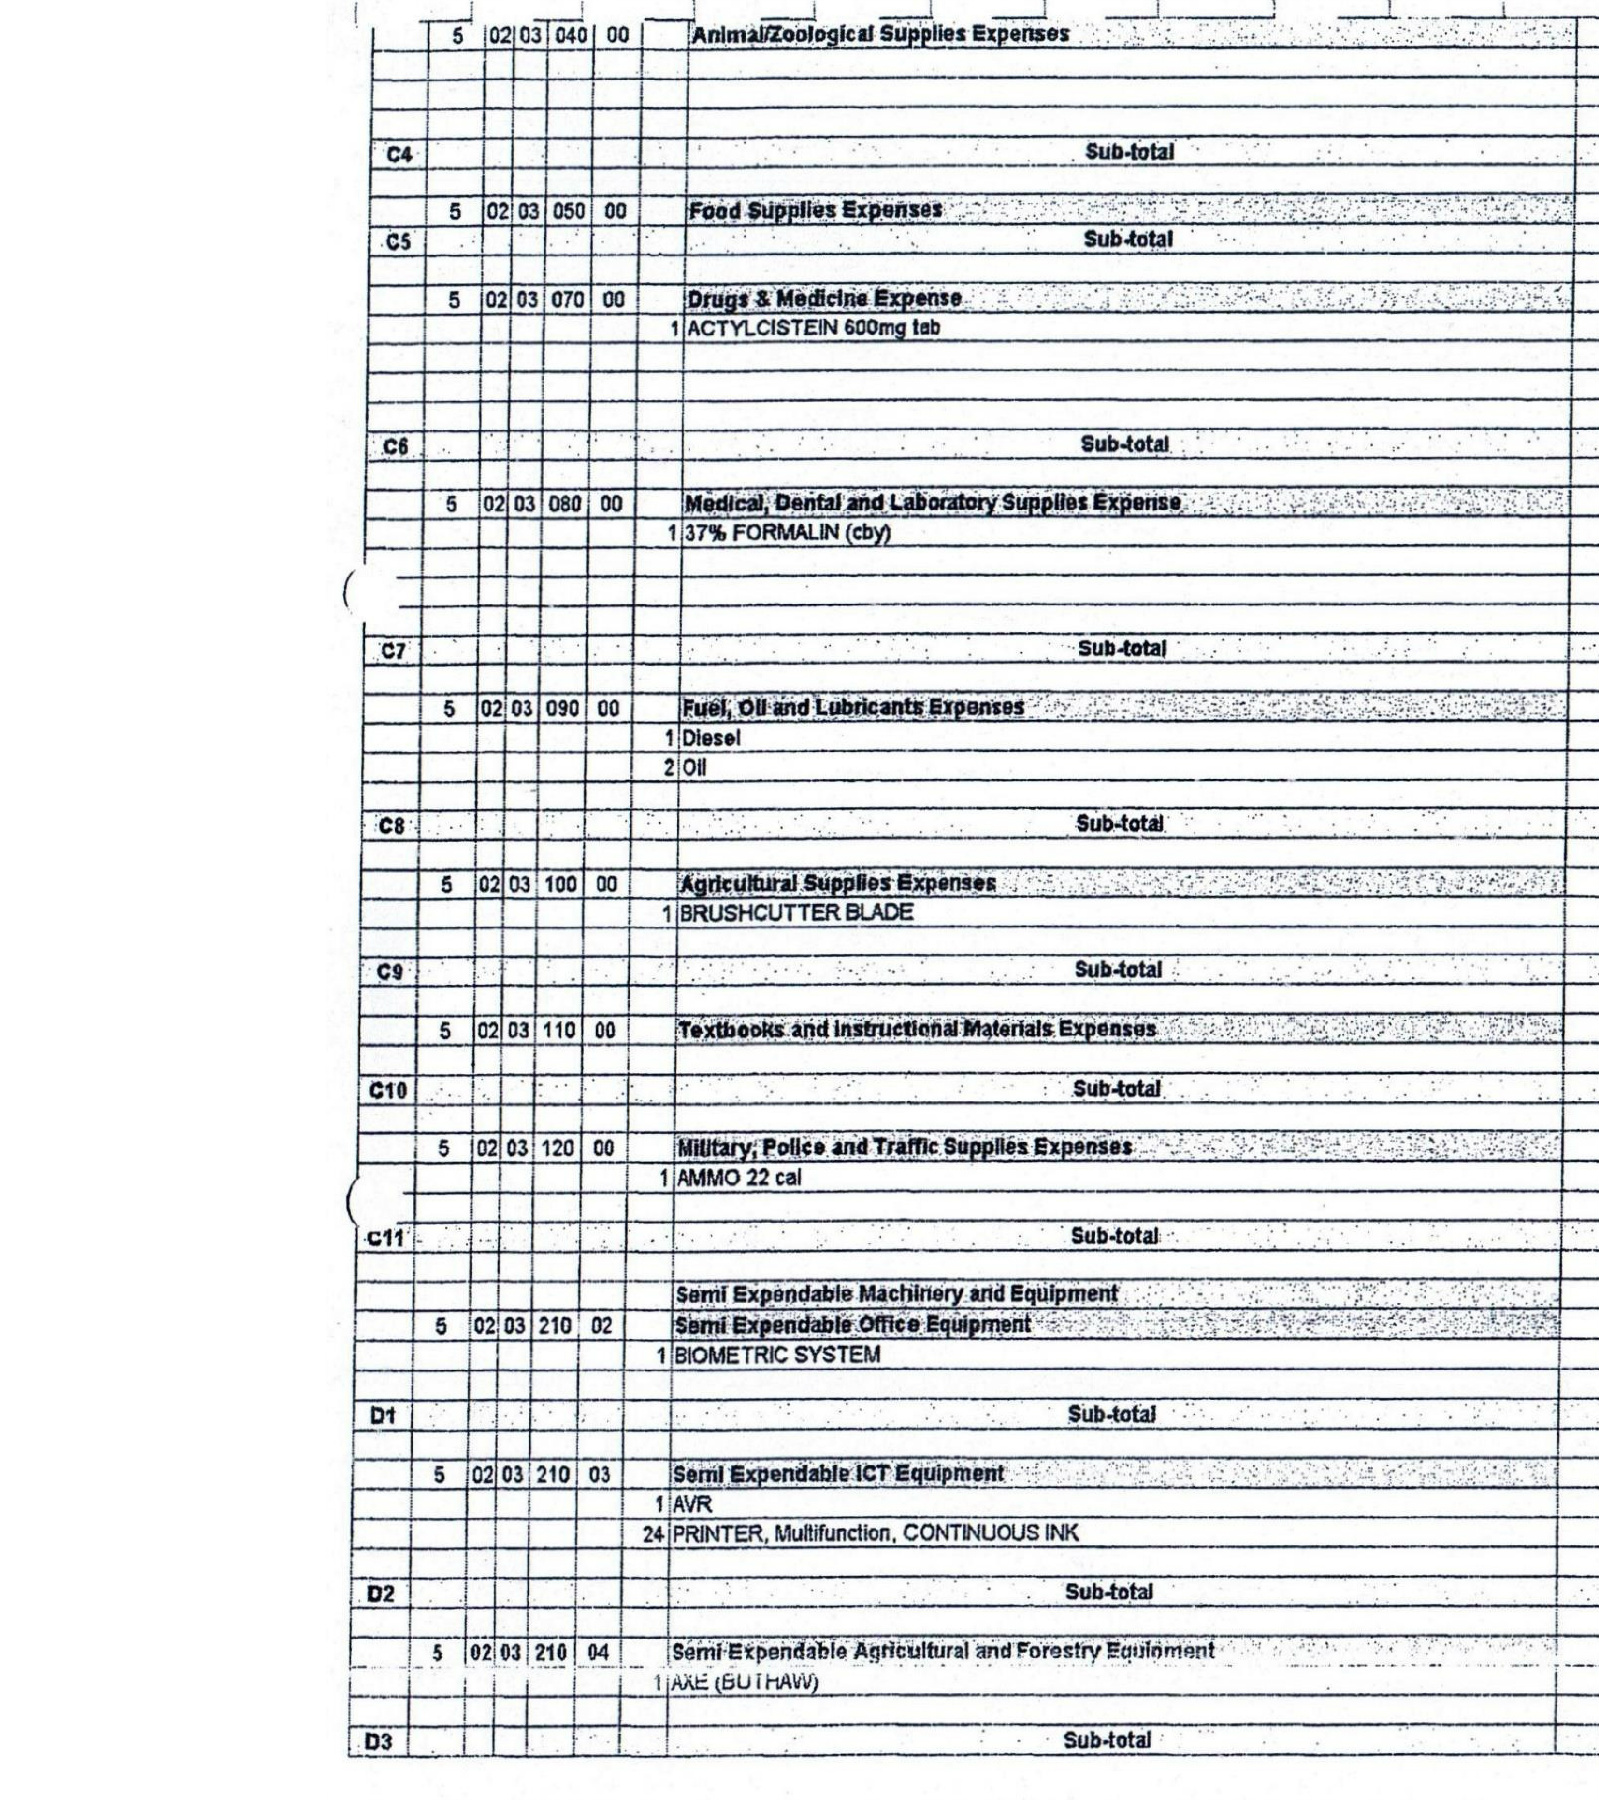 5 02 03 040 00 Animal/Zoological Supplies Expenses
C4 Sub-total
5 02 03 050 00 Food Supplies Expenses
C5 Sub-total
5 02 03 070 00 Drugs & Medicine Expense
1 ACTYLCISTEIN 600mg tab
C6 Sub-total
5 02 03 080 00 Medical, Dental and Laboratory Supplies Expense
1 37% FORMALIN (cby)
C7 Sub-total
5 02 03 090 00 Fuel, Oil and Lubricants Expenses
1 Diesel
2 Oil
C8 Sub-total
5 02 03 100 00 Agricultural Supplies Expenses
1 BRUSHCUTTER BLADE
C9 Sub-total
5 02 03 110 00 Textbooks and Instructional Materials Expenses
C10 Sub-total
5 02 03 120 00 Military, Police and Traffic Supplies Expenses
1 AMMO 22 cal
C11 Sub-total
Semi Expendable Machinery and Equipment
5 02 03 210 02 Semi Expendable Office Equipment
1 BIOMETRIC SYSTEM
D1 Sub-total
5 02 03 210 03 Semi Expendable ICT Equipment
1 AVR
24 PRINTER, Multifunction, CONTINUOUS INK
D2 Sub-total
5 02 03 210 04 Semi Expendable Agricultural and Forestry Equipment
1 AXE (BUTHAW)
D3 Sub-total